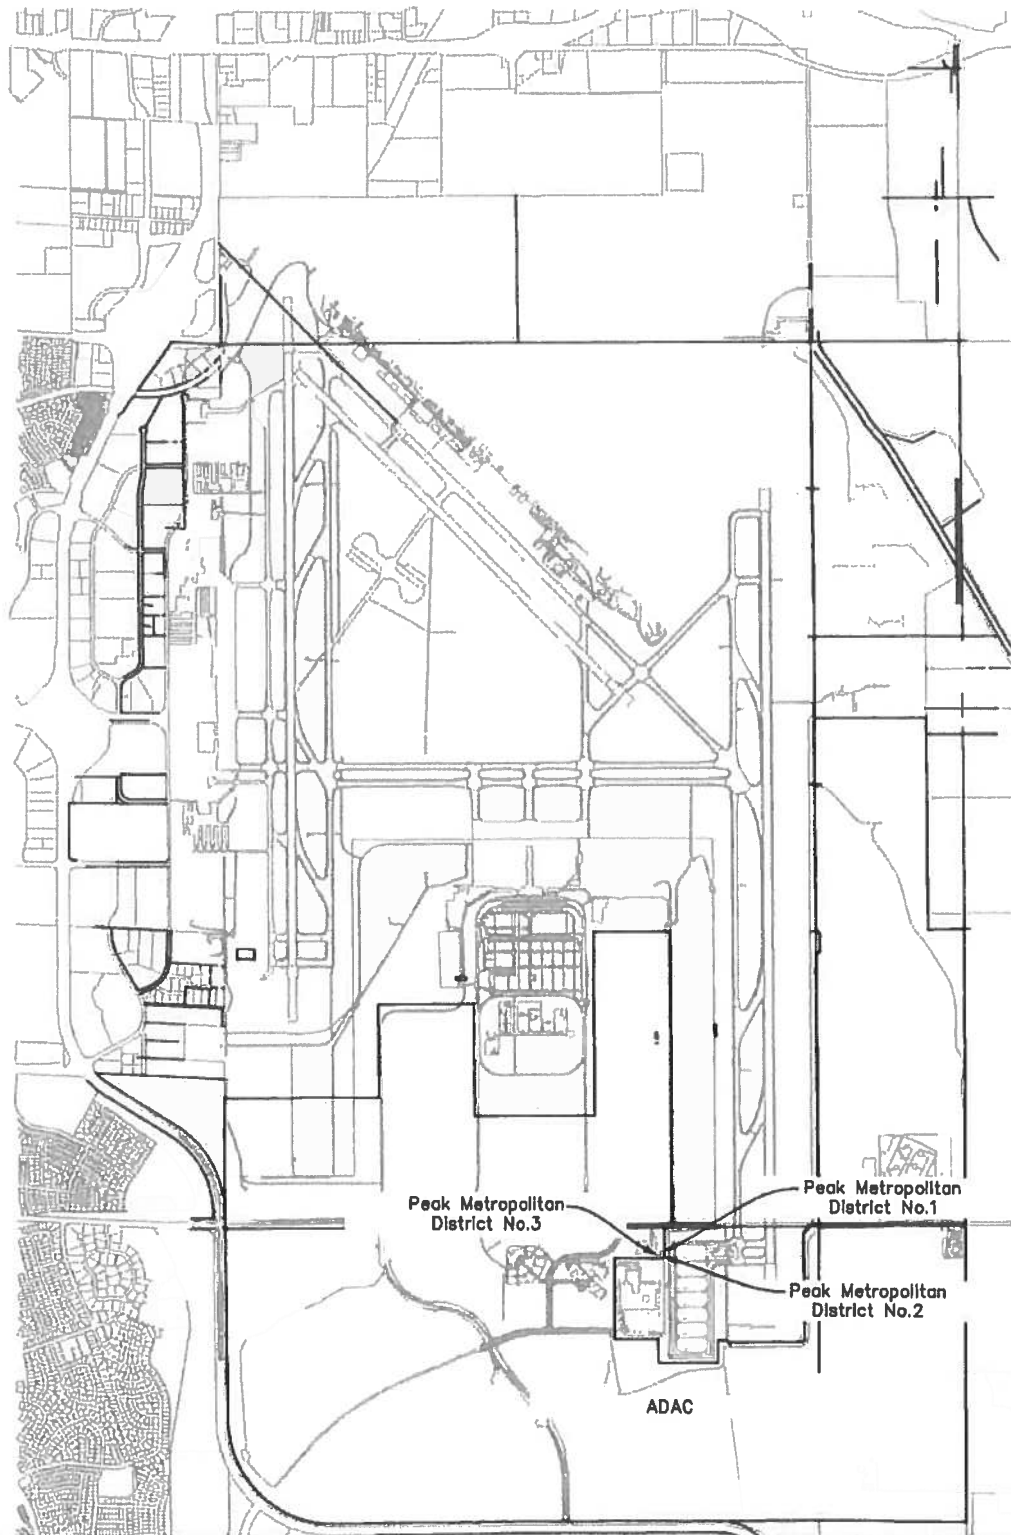 Peak Metropolitan
District No.1
Peak Metropolitan
District No.3
Peak Metropolitan
District No.2
ADAC